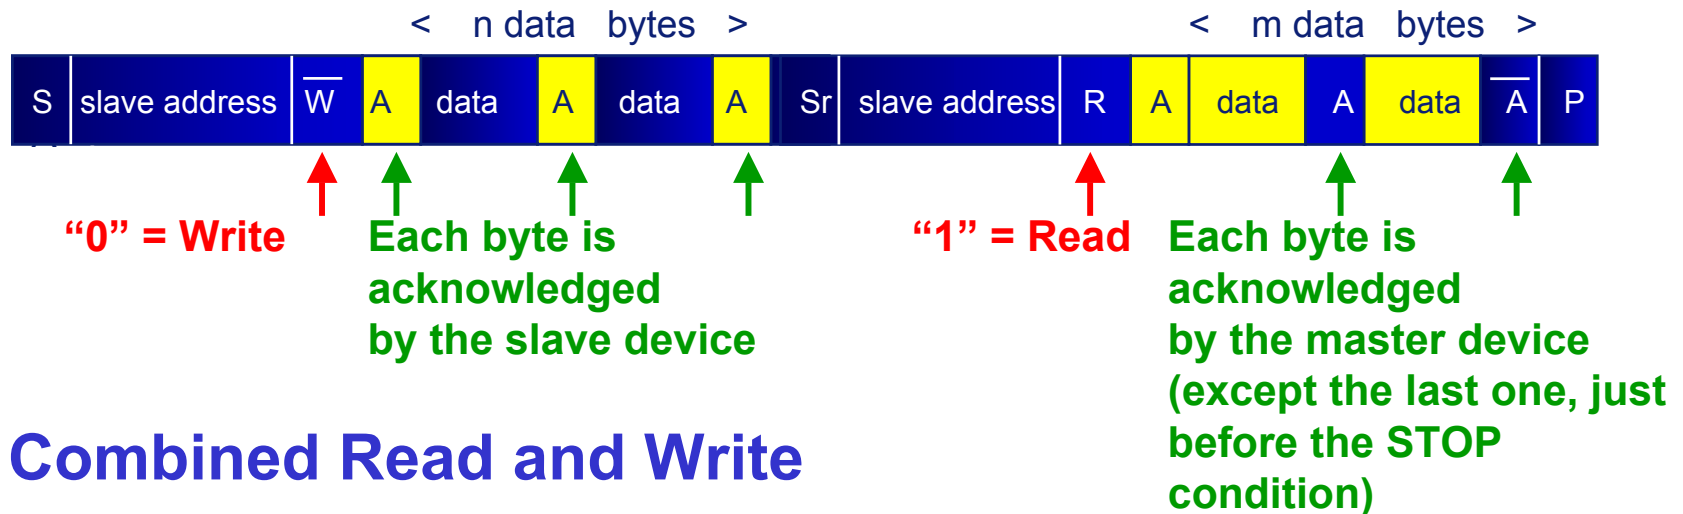 < n data bytes > < m data bytes >
S slave address W̅ A data A data A Sr slave address R A data A data A̅ P
“0” = Write
Each byte is
acknowledged
by the slave device
“1” = Read
Each byte is
acknowledged
by the master device
(except the last one, just
before the STOP
condition)
Combined Read and Write